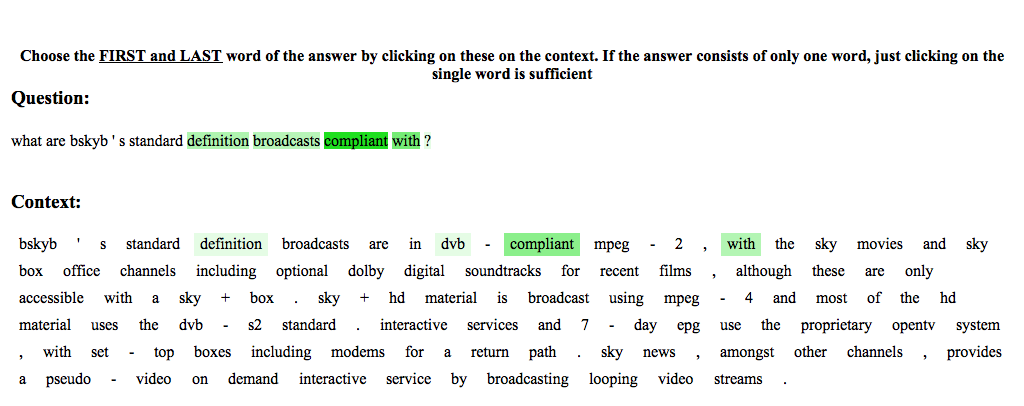 Choose the FIRST and LAST word of the answer by clicking on these on the context. If the answer consists of only one word, just clicking on the
single word is sufficient
Question:
what are bskyb ' s standard definition broadcasts compliant with ?
Context:
bskyb ' s standard definition broadcasts are in dvb - compliant mpeg - 2 , with the sky movies and sky
box office channels including optional dolby digital soundtracks for recent films , although these are only
accessible with a sky + box . sky + hd material is broadcast using mpeg - 4 and most of the hd
material uses the dvb - s2 standard . interactive services and 7 - day epg use the proprietary opentv system
, with set - top boxes including modems for a return path . sky news , amongst other channels , provides
a pseudo - video on demand interactive service by broadcasting looping video streams .